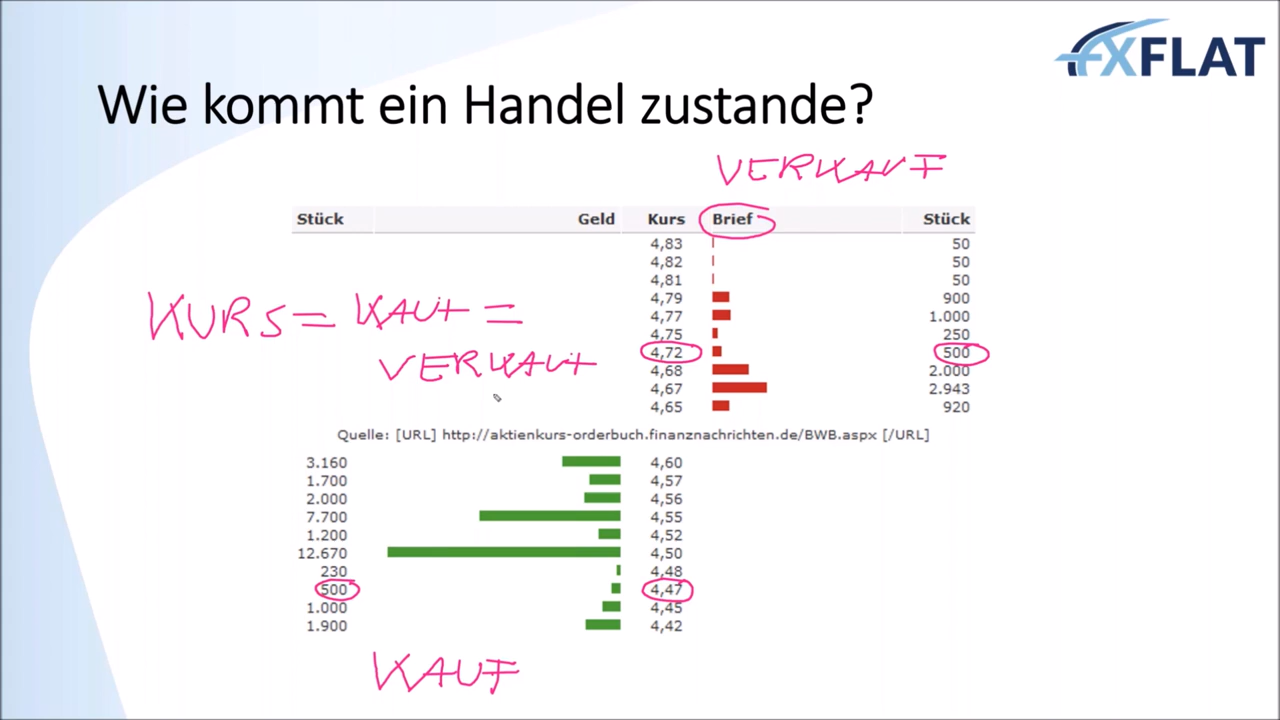 FXFLAT
Wie kommt ein Handel zustande?
VERKAUF
Stück Geld Kurs Brief Stück
4,83 50
4,82 50
4,81 50
4,79 900
4,77 1.000
4,75 250
4,72 500
4,68 2.000
4,67 2.943
4,65 920
KURS = KAUF =
VERKAUF
Quelle: [URL] http://aktienkurs-orderbuch.finanznachrichten.de/BWB.aspx [/URL]
3.160 4,60
1.700 4,57
2.000 4,56
7.700 4,55
1.200 4,52
12.670 4,50
230 4,48
500 4,47
1.000 4,45
1.900 4,42
KAUF